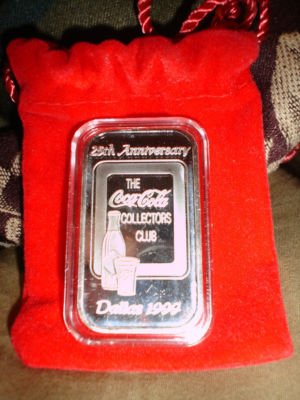 25th Anniversary
THE
Coca-Cola
COLLECTORS
CLUB
Dallas 1999